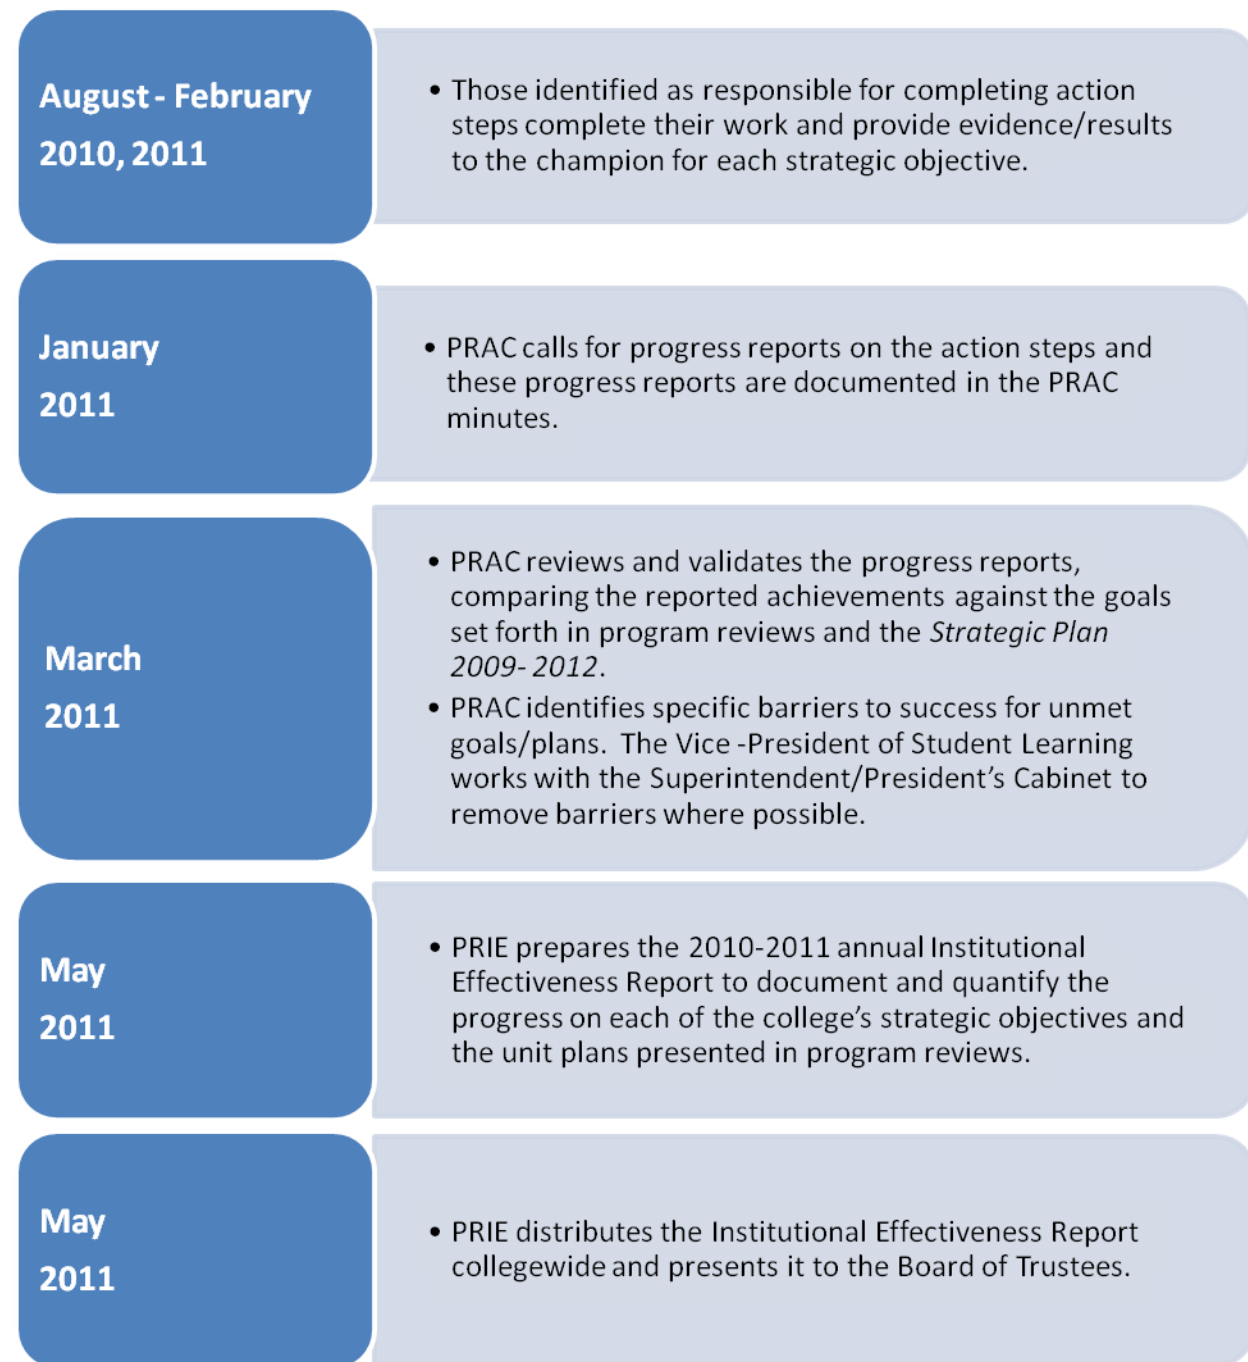 August - February
2010, 2011
• Those identified as responsible for completing action
steps complete their work and provide evidence/results
to the champion for each strategic objective.
January
2011
• PRAC calls for progress reports on the action steps and
these progress reports are documented in the PRAC
minutes.
March
2011
• PRAC reviews and validates the progress reports,
comparing the reported achievements against the goals
set forth in program reviews and the Strategic Plan
2009- 2012.
• PRAC identifies specific barriers to success for unmet
goals/plans.  The Vice -President of Student Learning
works with the Superintendent/President’s Cabinet to
remove barriers where possible.
May
2011
• PRIE prepares the 2010-2011 annual Institutional
Effectiveness Report to document and quantify the
progress on each of the college’s strategic objectives and
the unit plans presented in program reviews.
May
2011
• PRIE distributes the Institutional Effectiveness Report
collegewide and presents it to the Board of Trustees.